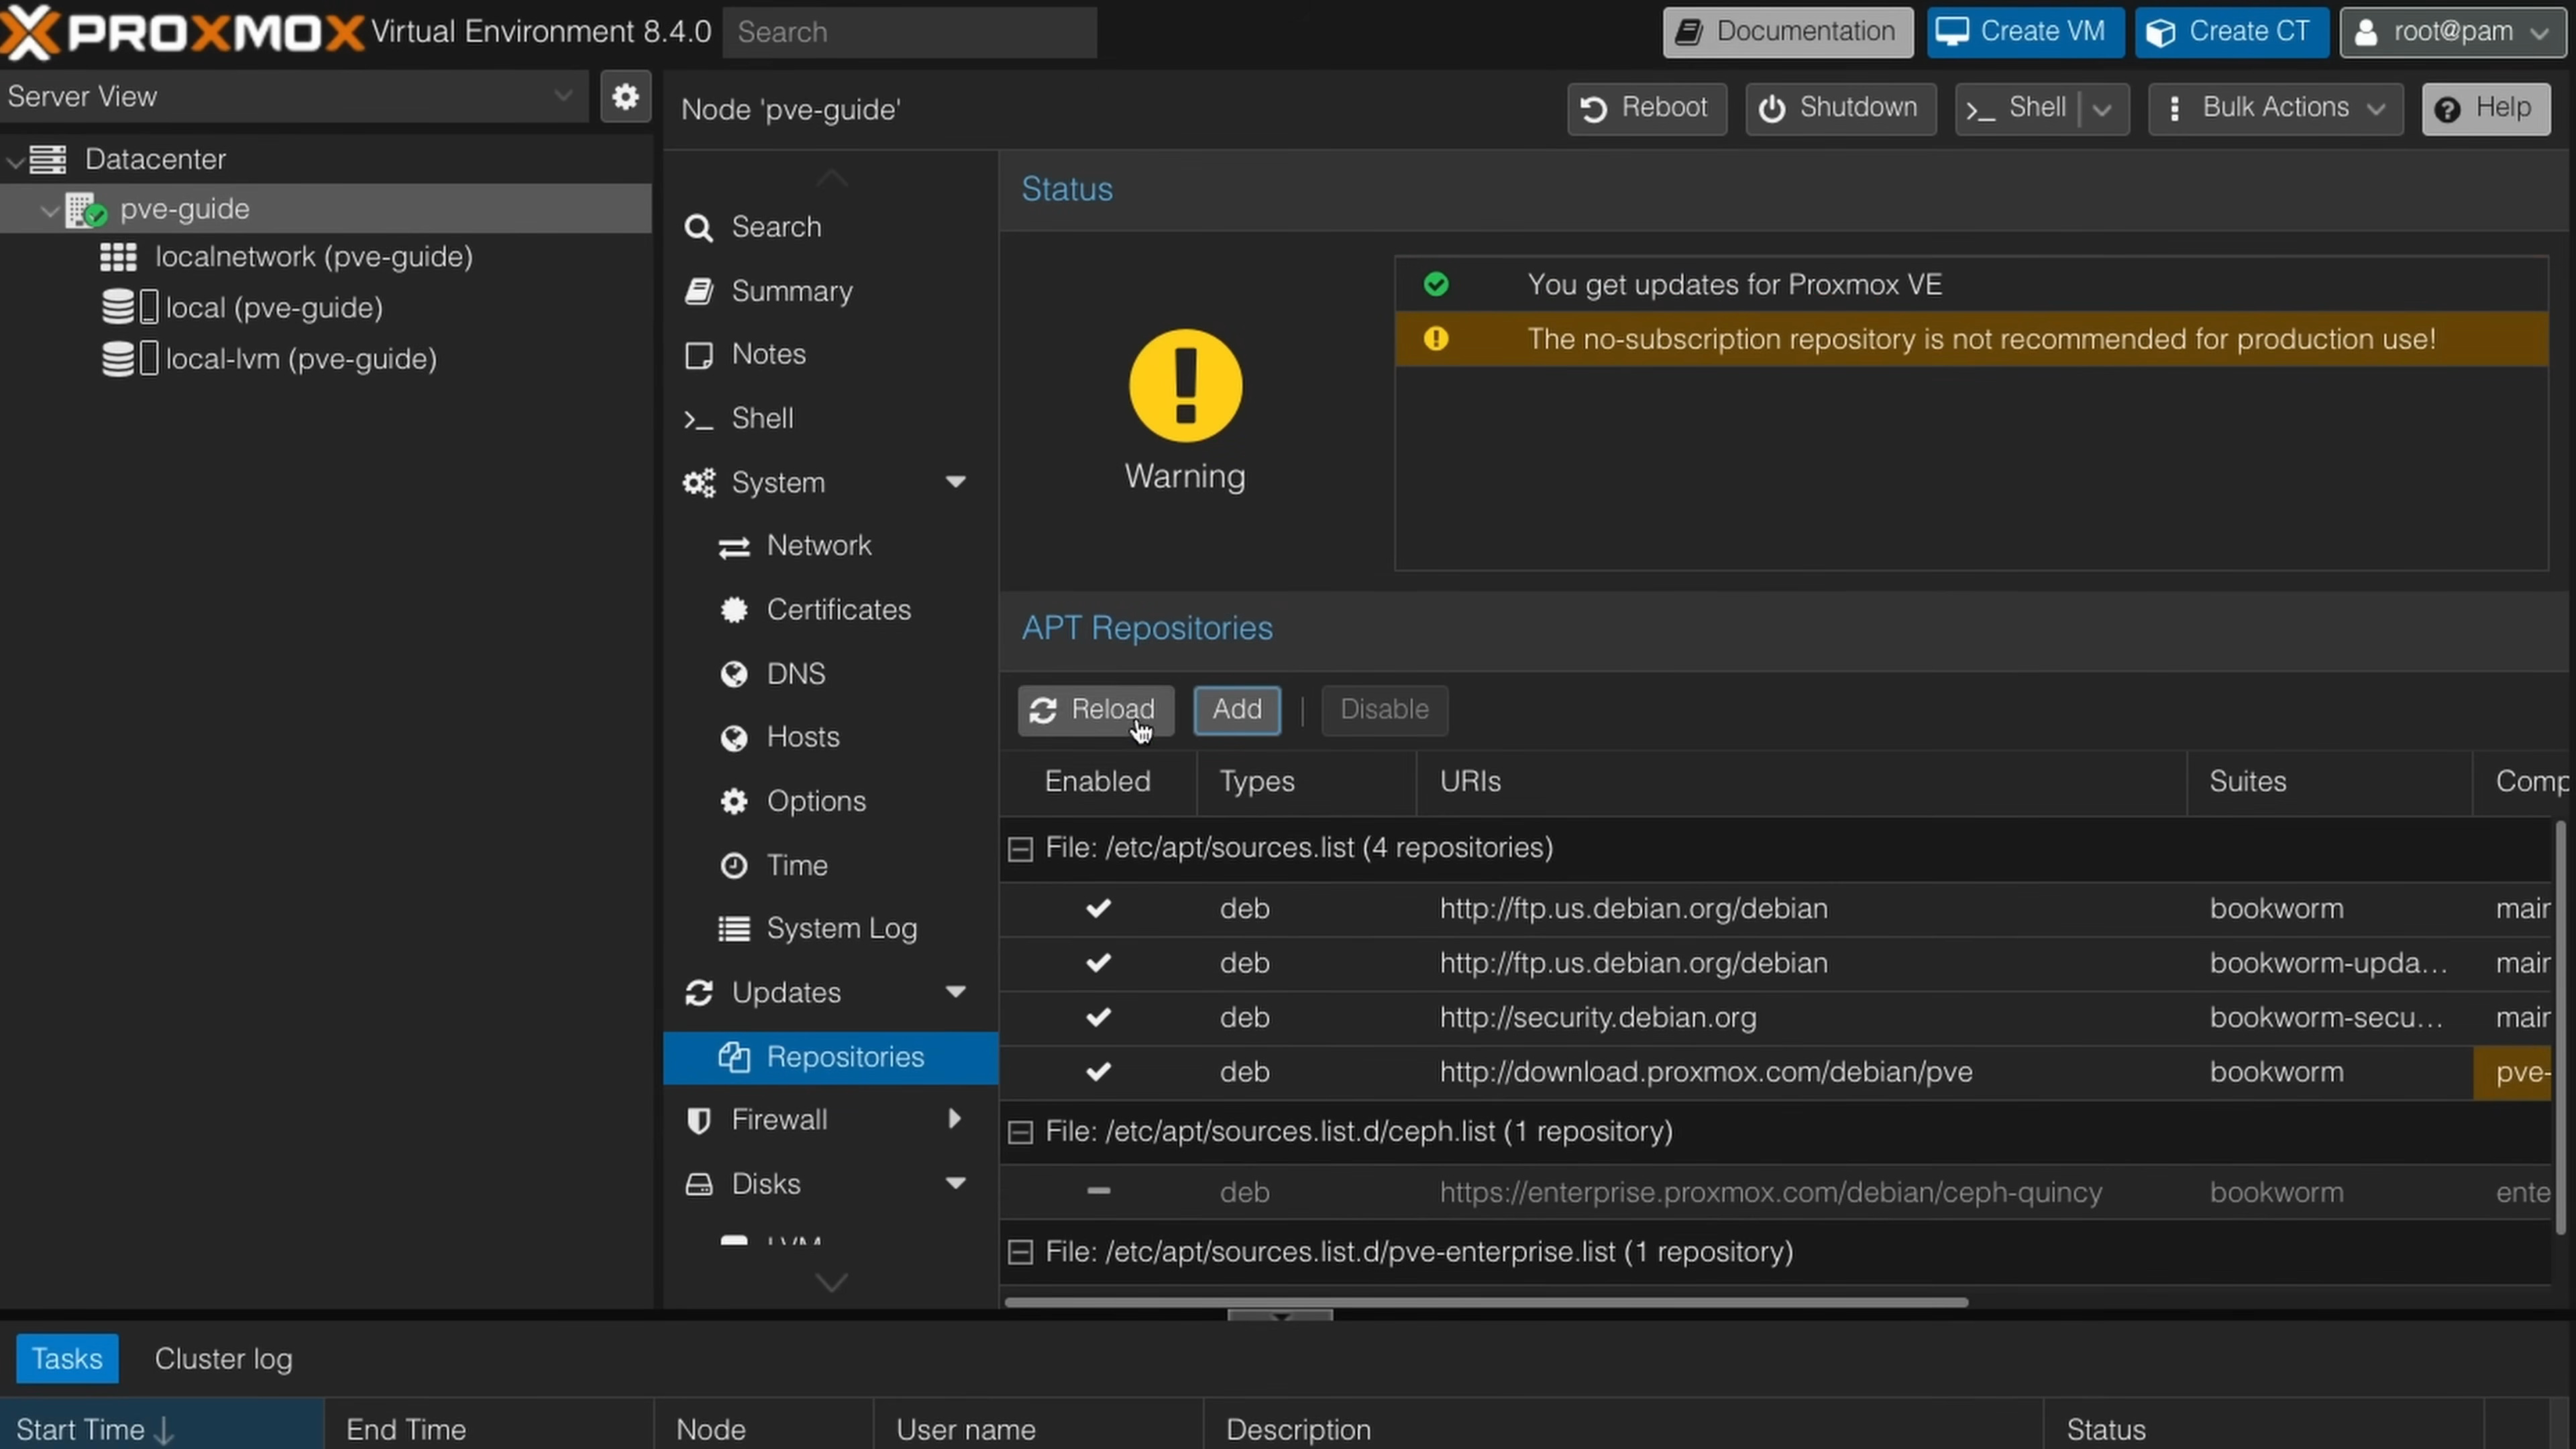 PROXMOX Virtual Environment 8.4.0 Search Documentation Create VM Create CT root@pam
Server View
Node 'pve-guide' Reboot Shutdown >_ Shell Bulk Actions Help
Datacenter
pve-guide
localnetwork (pve-guide)
local (pve-guide)
local-lvm (pve-guide)
Search
Summary
Notes
>_ Shell
System
Network
Certificates
DNS
Hosts
Options
Time
System Log
Updates
Repositories
Firewall
Disks
LVM
Status
Warning
You get updates for Proxmox VE
The no-subscription repository is not recommended for production use!
APT Repositories
Reload Add Disable
Enabled Types URIs Suites Comp
File: /etc/apt/sources.list (4 repositories)
deb http://ftp.us.debian.org/debian bookworm mair
deb http://ftp.us.debian.org/debian bookworm-upda... mair
deb http://security.debian.org bookworm-secu... mair
deb http://download.proxmox.com/debian/pve bookworm pve-
File: /etc/apt/sources.list.d/ceph.list (1 repository)
deb https://enterprise.proxmox.com/debian/ceph-quincy bookworm ente
File: /etc/apt/sources.list.d/pve-enterprise.list (1 repository)
Tasks Cluster log
Start Time ↓ End Time Node User name Description Status